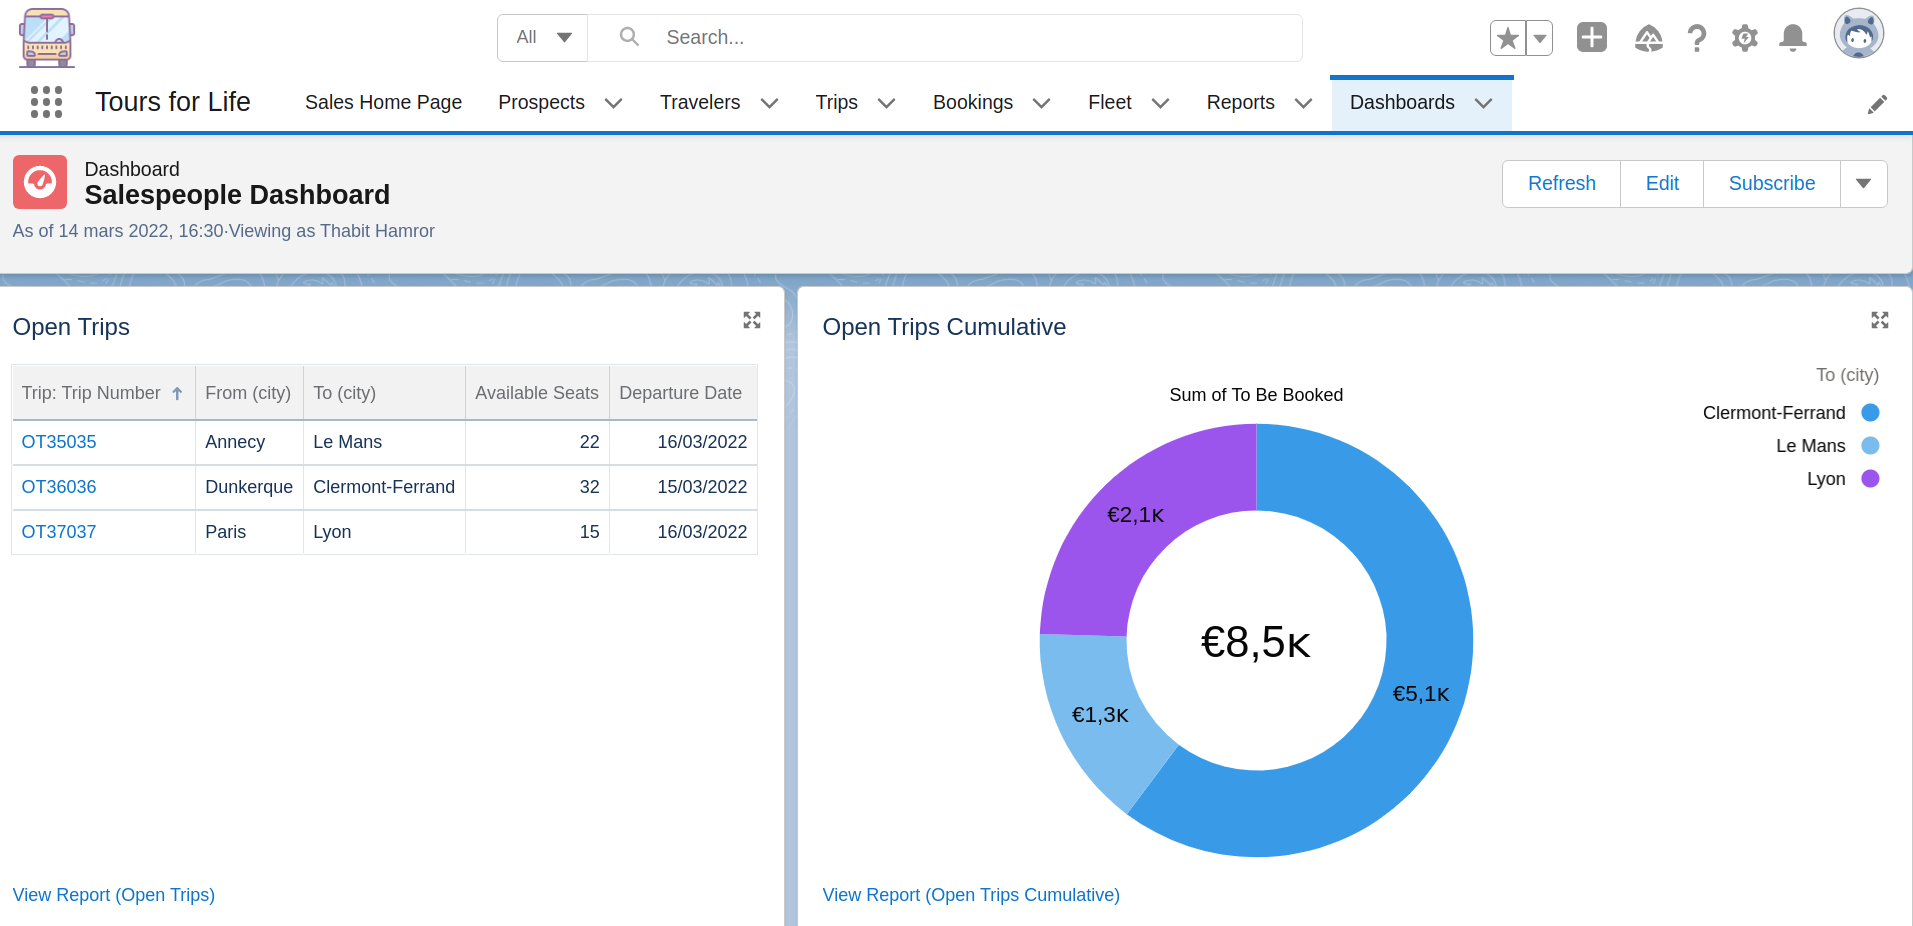 All
Search...
Tours for Life
Sales Home Page
Prospects
Travelers
Trips
Bookings
Fleet
Reports
Dashboards
Dashboard
Salespeople Dashboard
As of 14 mars 2022, 16:30·Viewing as Thabit Hamror
Refresh
Edit
Subscribe
Open Trips
Trip: Trip Number From (city) To (city) Available Seats Departure Date
OT35035 Annecy Le Mans 22 16/03/2022
OT36036 Dunkerque Clermont-Ferrand 32 15/03/2022
OT37037 Paris Lyon 15 16/03/2022
View Report (Open Trips)
Open Trips Cumulative
Sum of To Be Booked
€2,1ĸ
€8,5ĸ
€5,1ĸ
€1,3ĸ
To (city)
Clermont-Ferrand
Le Mans
Lyon
View Report (Open Trips Cumulative)